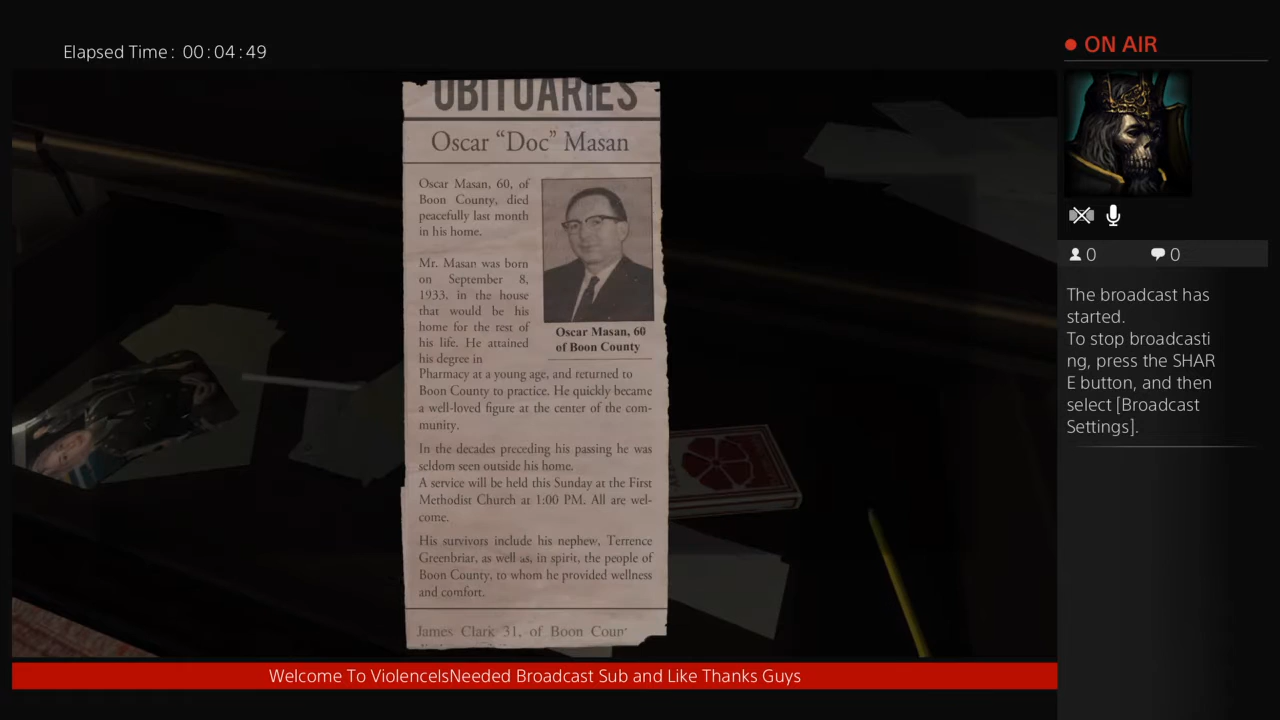 Elapsed Time: 00:04:49
OBITUARIES
Oscar “Doc” Masan
Oscar Masan, 60, of
Boon County, died
peacefully last month
in his home.
Mr. Masan was born
on September 8,
1933, in the house
that would be his
home for the rest of
his life. He attained
his degree in
Oscar Masan, 60
of Boon County
Pharmacy at a young age, and returned to
Boon County to practice. He quickly became
a well-loved figure at the center of the com-
munity.
In the decades preceding his passing he was
seldom seen outside his home.
A service will be held this Sunday at the First
Methodist Church at 1:00 PM. All are wel-
come.
His survivors include his nephew, Terrence
Greenbriar, as well as, in spirit, the people of
Boon County, to whom he provided wellness
and comfort.
James Clark 31, of Boon
ON AIR
0
0
The broadcast has
started.
To stop broadcasti
ng, press the SHAR
E button, and then
select [Broadcast
Settings].
Welcome To ViolenceIsNeeded Broadcast Sub and Like Thanks Guys